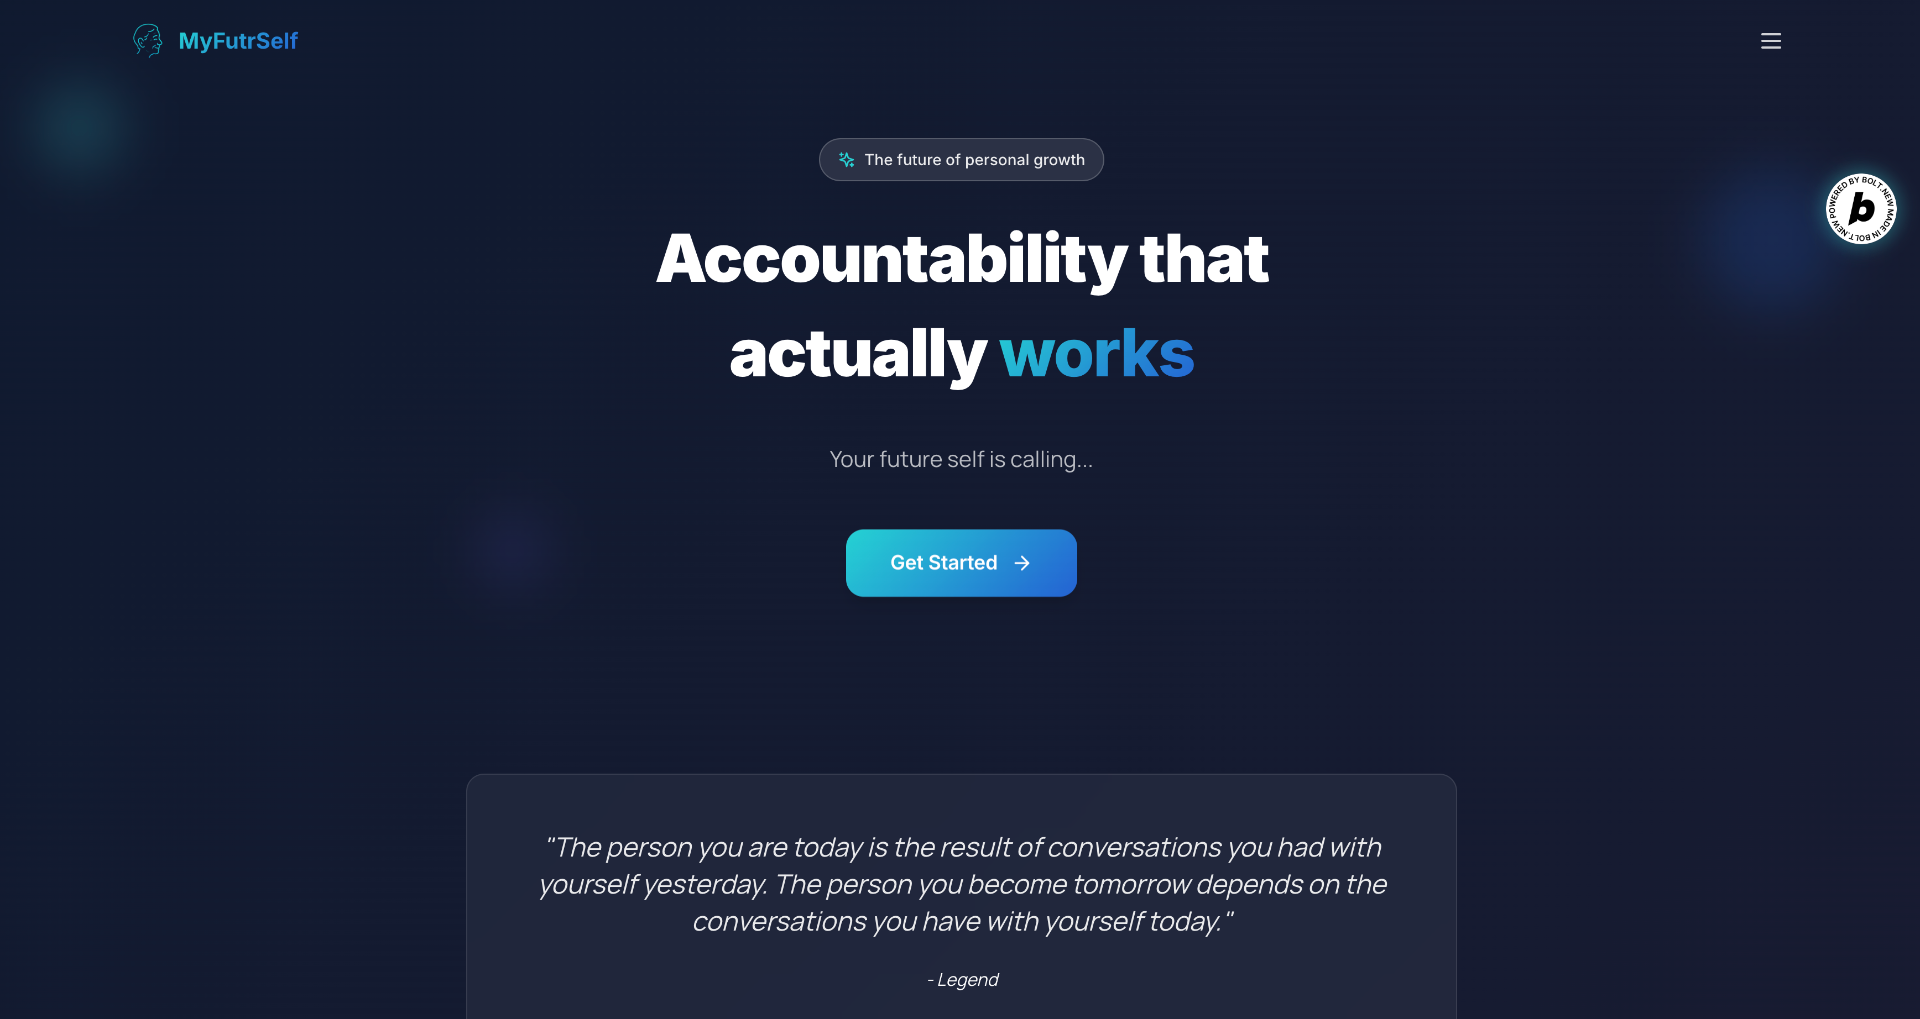 MyFutrSelf
The future of personal growth
POWERED BY BOLT.NEW MADE IN BOLT.NEW
b
Accountability that
actually works
Your future self is calling...
Get Started →
"The person you are today is the result of conversations you had with
yourself yesterday. The person you become tomorrow depends on the
conversations you have with yourself today."
- Legend